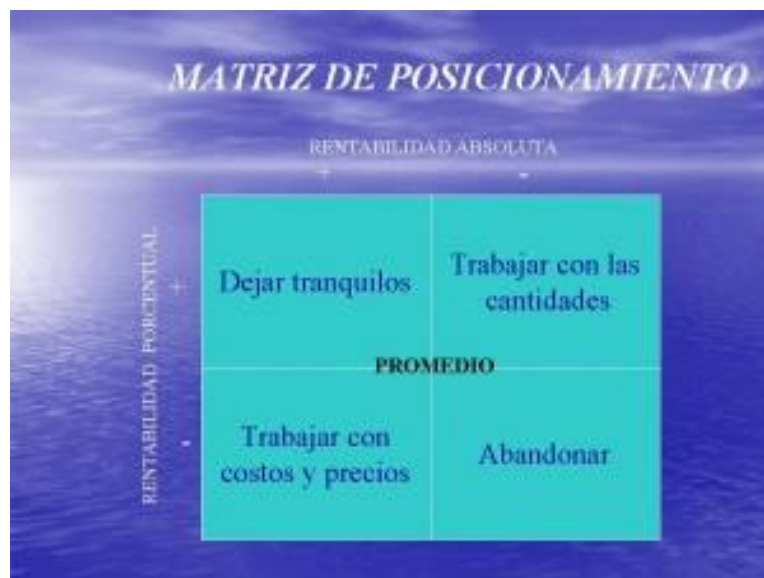 MATRIZ DE POSICIONAMIENTO
RENTABILIDAD ABSOLUTA
+ -
RENTABILIDAD PORCENTUAL
+
-
Dejar tranquilos
Trabajar con las
cantidades
PROMEDIO
Trabajar con
costos y precios
Abandonar